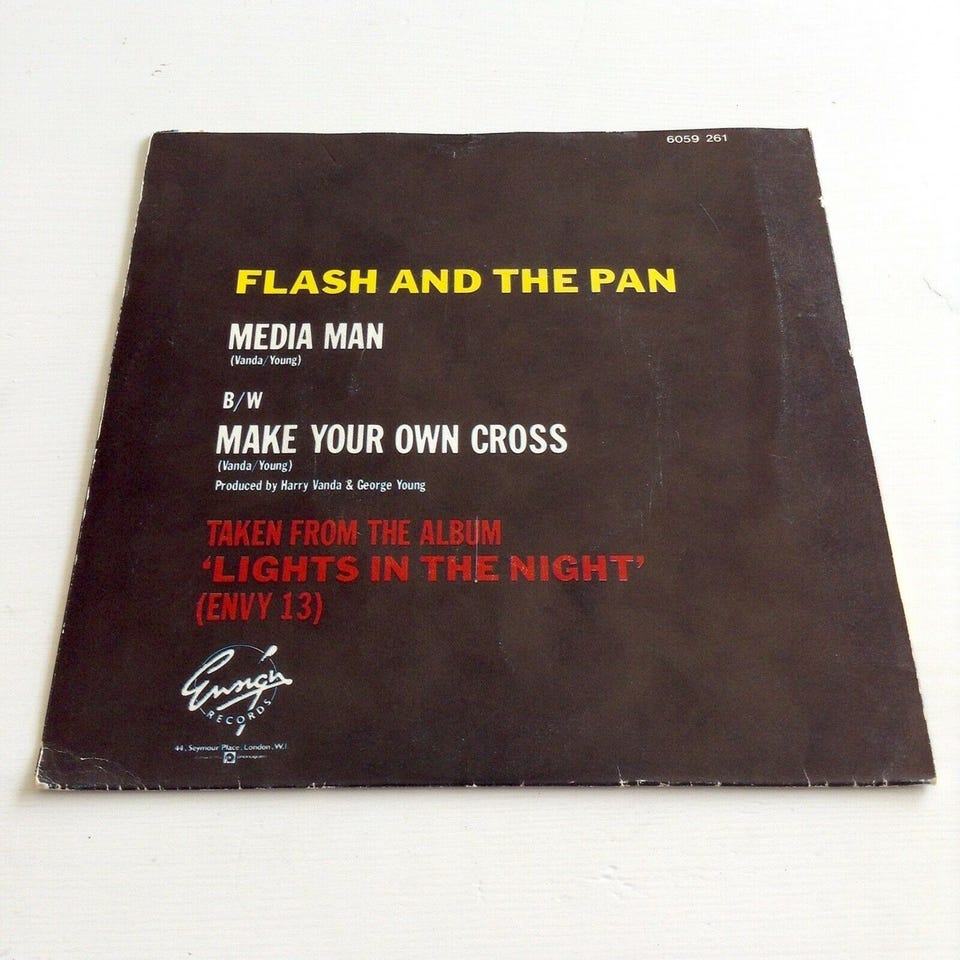 6059 261
FLASH AND THE PAN
MEDIA MAN
(Vanda/Young)
B/W
MAKE YOUR OWN CROSS
(Vanda/Young)
Produced by Harry Vanda & George Young
TAKEN FROM THE ALBUM
'LIGHTS IN THE NIGHT'
(ENVY 13)
Ensign
RECORDS
44, Seymour Place, London, W.1
phonogram